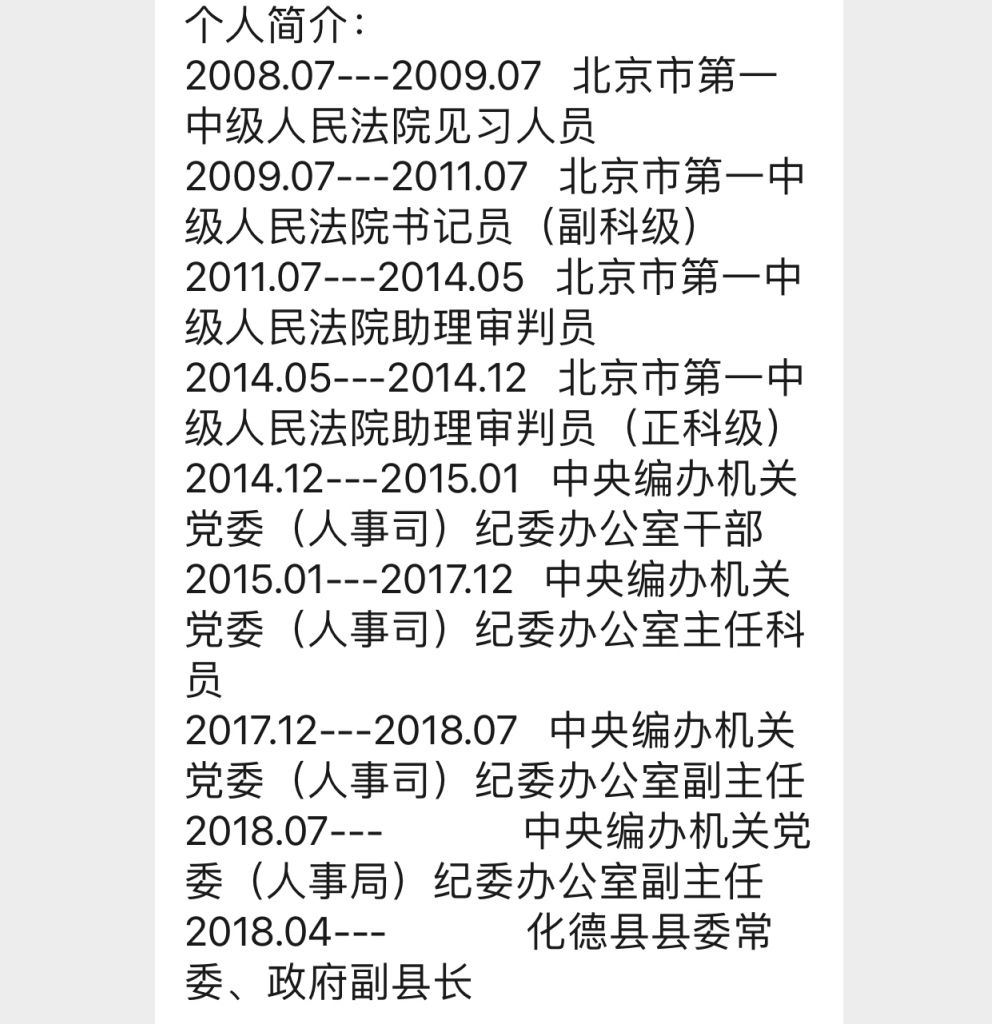 个人简介：
2008.07---2009.07 北京市第一
中级人民法院见习人员
2009.07---2011.07 北京市第一中
级人民法院书记员（副科级）
2011.07---2014.05 北京市第一中
级人民法院助理审判员
2014.05---2014.12 北京市第一中
级人民法院助理审判员（正科级）
2014.12---2015.01 中央编办机关
党委（人事司）纪委办公室干部
2015.01---2017.12 中央编办机关
党委（人事司）纪委办公室主任科
员
2017.12---2018.07 中央编办机关
党委（人事司）纪委办公室副主任
2018.07--- 中央编办机关党
委（人事局）纪委办公室副主任
2018.04--- 化德县县委常
委、政府副县长